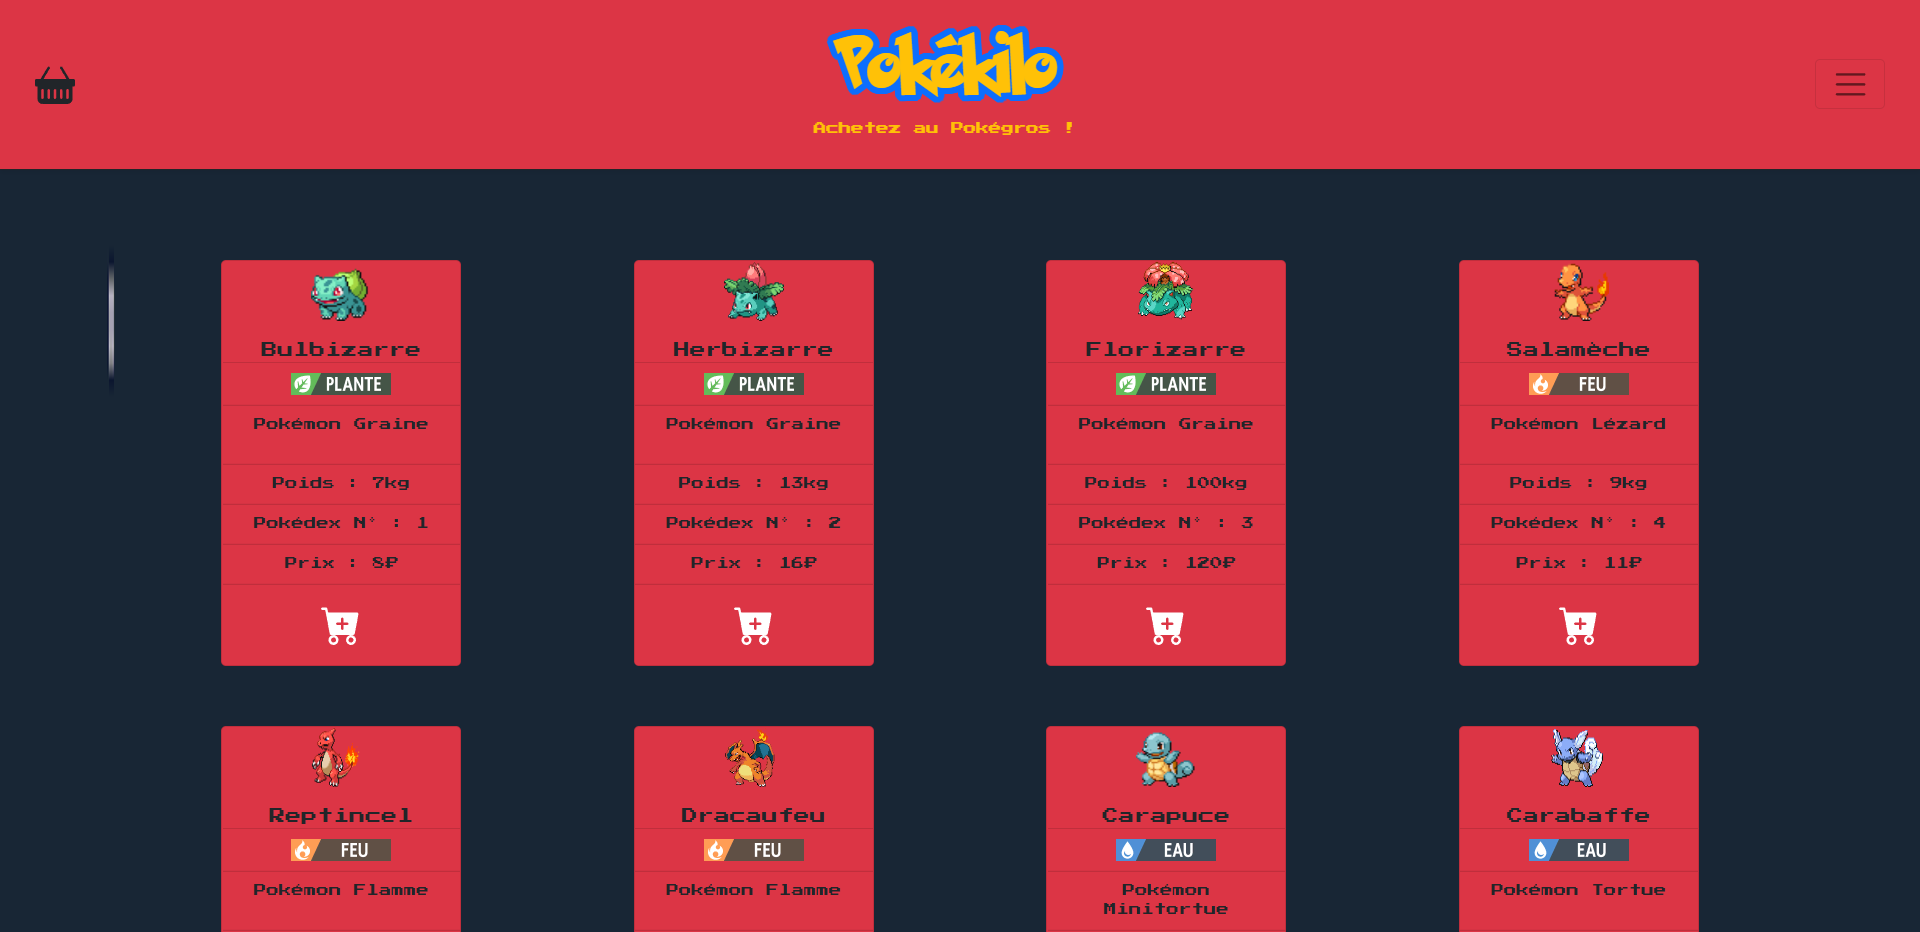 Pokékilo
Achetez au Pokégros !
Bulbizarre
PLANTE
Pokémon Graine
Poids : 7kg
Pokédex N° : 1
Prix : 8₽
Herbizarre
PLANTE
Pokémon Graine
Poids : 13kg
Pokédex N° : 2
Prix : 16₽
Florizarre
PLANTE
Pokémon Graine
Poids : 100kg
Pokédex N° : 3
Prix : 120₽
Salamèche
FEU
Pokémon Lézard
Poids : 9kg
Pokédex N° : 4
Prix : 11₽
Reptincel
FEU
Pokémon Flamme
Dracaufeu
FEU
Pokémon Flamme
Carapuce
EAU
Pokémon
Minitortue
Carabaffe
EAU
Pokémon Tortue